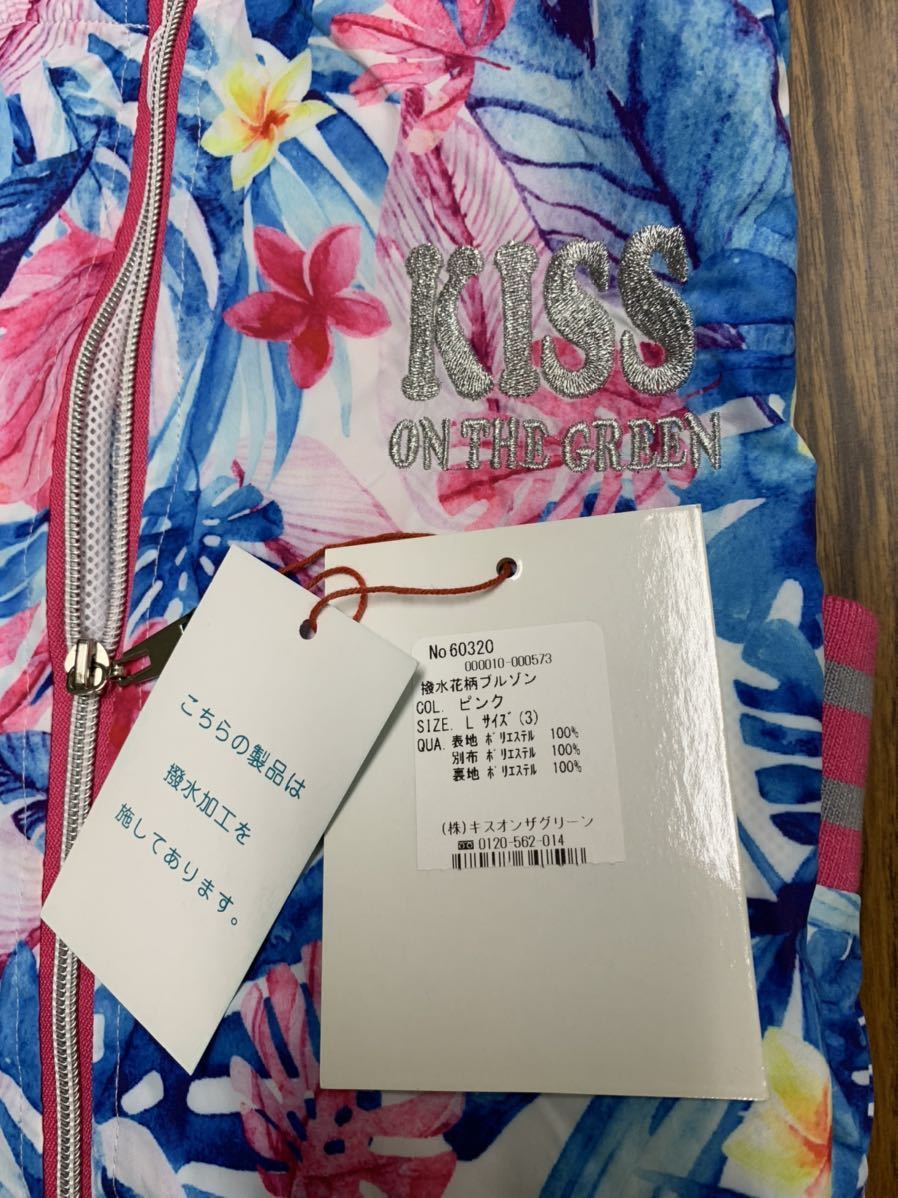 KISS
ON THE GREEN
こちらの製品は
撥水加工を
施してあります。
No 60320
000010-000573
撥水花柄ブルゾン
COL. ピンク
SIZE. L サイズ(3)
QUA. 表地 ポリエステル 100%
別布 ポリエステル 100%
裏地 ポリエステル 100%
(株)キスオンザグリーン
0120-562-014